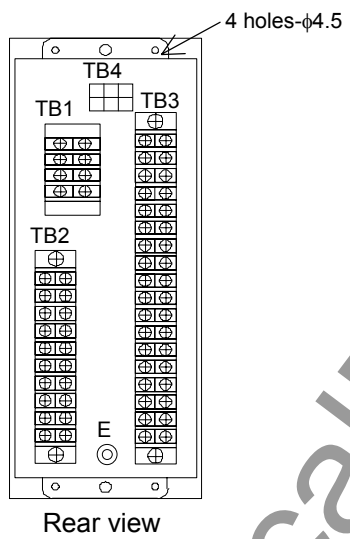 4 holes-ϕ4.5
TB4
TB1
TB3
TB2
E
Rear view